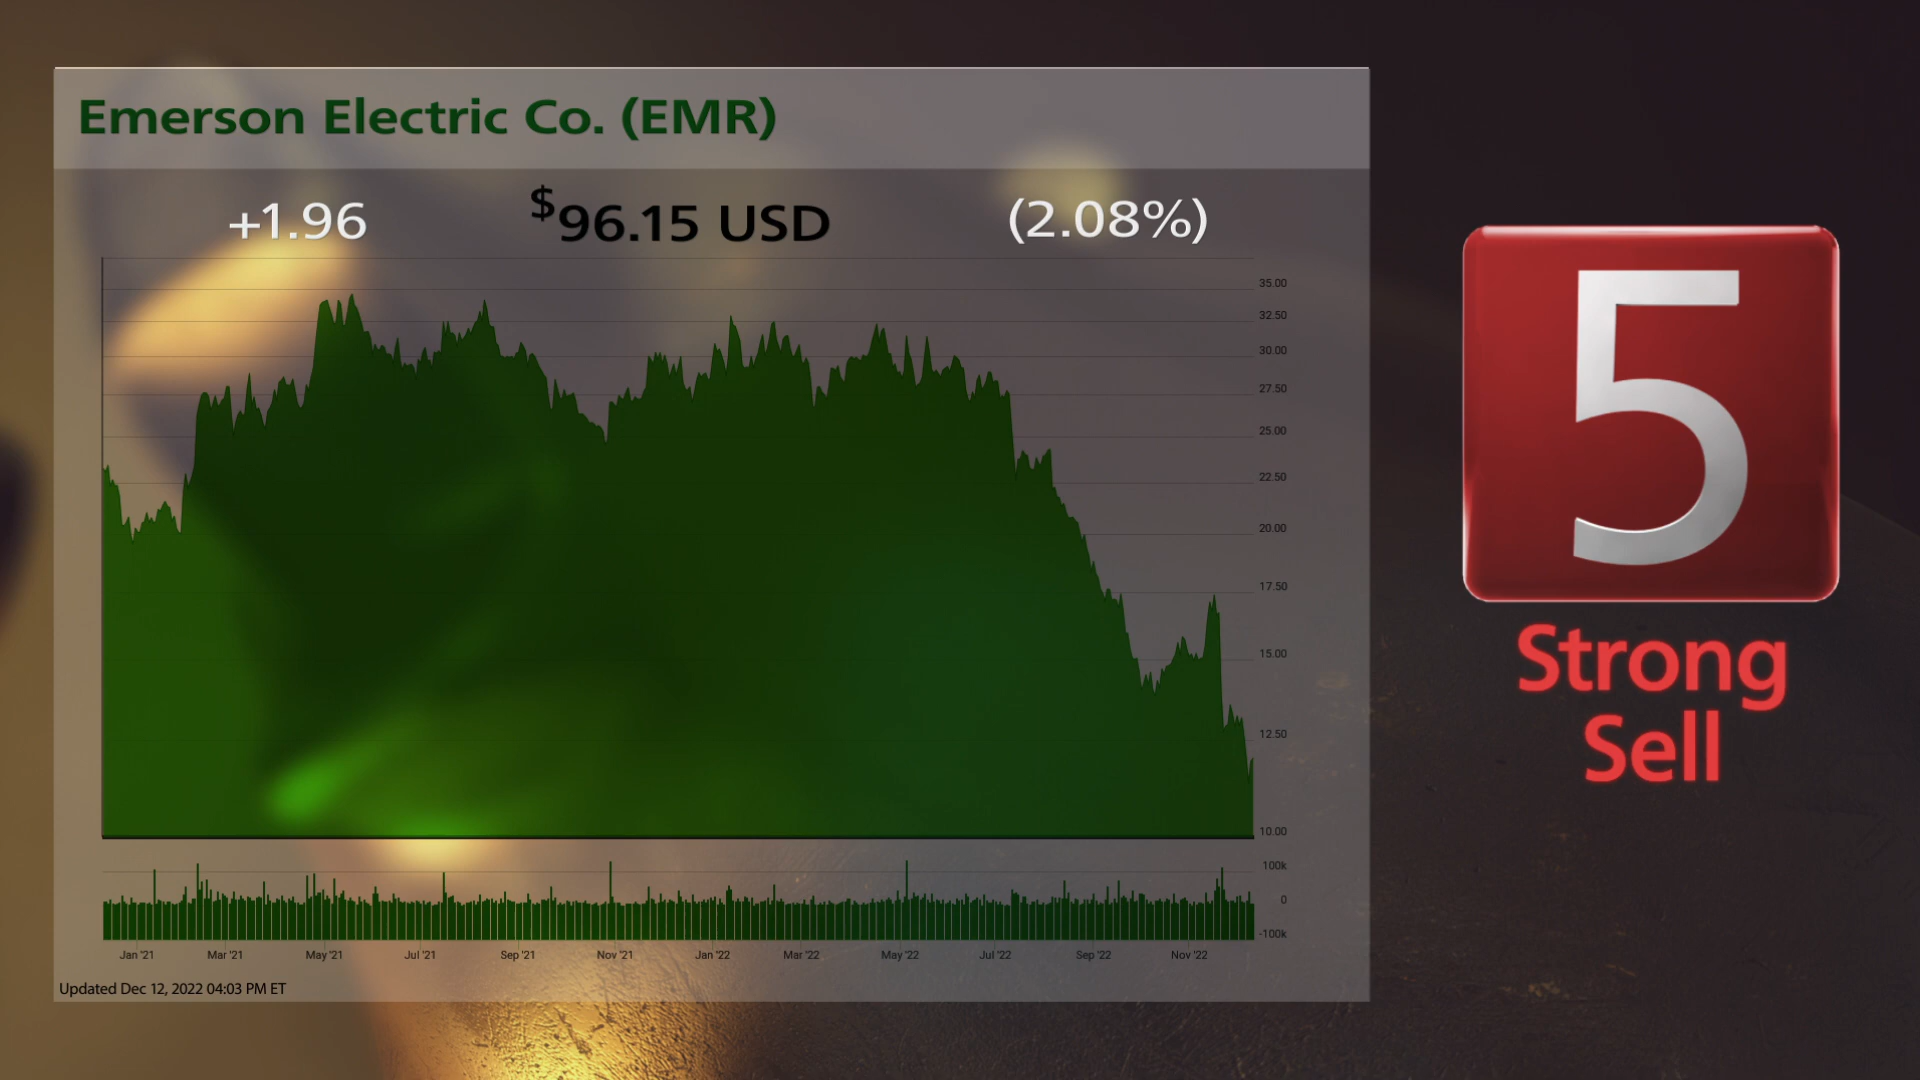 Emerson Electric Co. (EMR)
+1.96
$96.15 USD
(2.08%)
35.00
32.50
30.00
27.50
25.00
22.50
20.00
17.50
15.00
12.50
10.00
100k
0
-100k
Jan '21 Mar '21 May '21 Jul '21 Sep '21 Nov '21 Jan '22 Mar '22 May '22 Jul '22 Sep '22 Nov '22
Updated Dec 12, 2022 04:03 PM ET
5
Strong
Sell